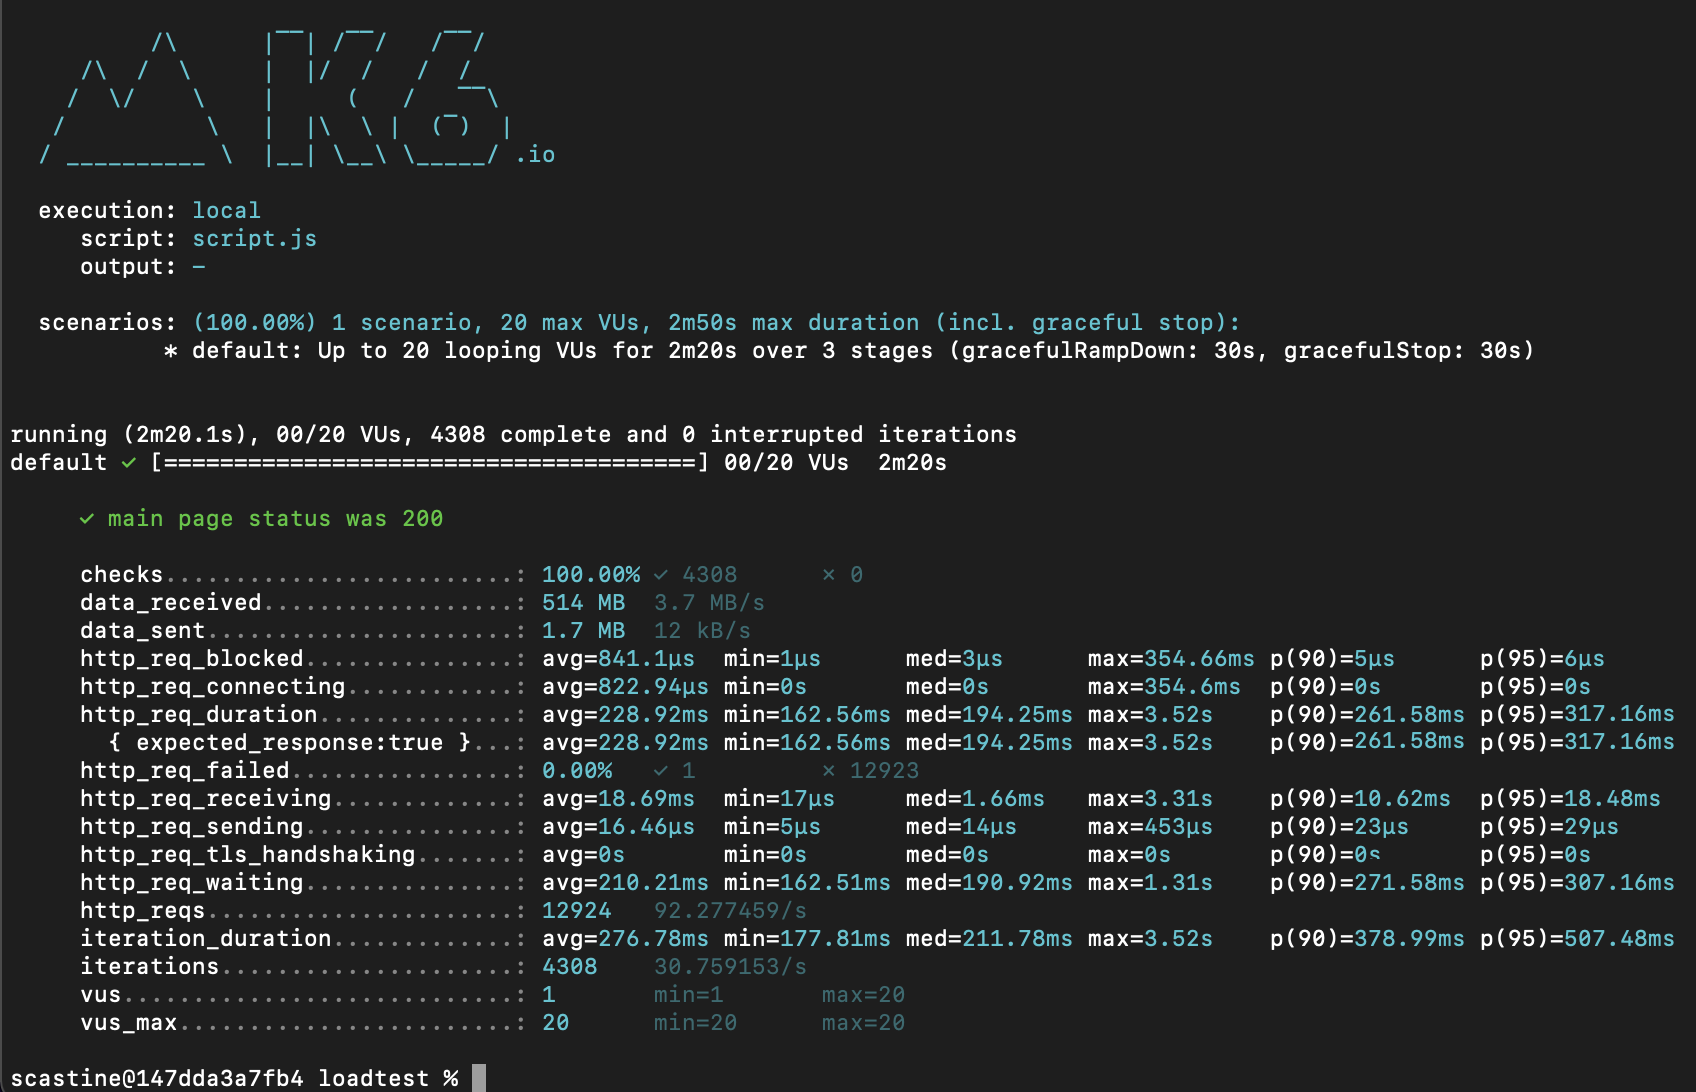 /\      |‾‾| /‾‾/   /‾‾/
     /\  /  \     |  |/  /   /  /
    /  \/    \    |     (   /   ‾‾\
   /          \   |  |\  \ |  (‾)  |
  / __________ \  |__| \__\ \_____/ .io
execution: local
script: script.js
output: –
scenarios: (100.00%) 1 scenario, 20 max VUs, 2m50s max duration (incl. graceful stop):
* default: Up to 20 looping VUs for 2m20s over 3 stages (gracefulRampDown: 30s, gracefulStop: 30s)
running (2m20.1s), 00/20 VUs, 4308 complete and 0 interrupted iterations
default ✓ [======================================] 00/20 VUs  2m20s
✓ main page status was 200
checks.........................: 100.00% ✓ 4308      ✗ 0
data_received..................: 514 MB  3.7 MB/s
data_sent......................: 1.7 MB  12 kB/s
http_req_blocked...............: avg=841.1µs  min=1µs      med=3µs      max=354.66ms p(90)=5µs      p(95)=6µs
http_req_connecting............: avg=822.94µs min=0s       med=0s       max=354.6ms  p(90)=0s       p(95)=0s
http_req_duration..............: avg=228.92ms min=162.56ms med=194.25ms max=3.52s    p(90)=261.58ms p(95)=317.16ms
{ expected_response:true }...: avg=228.92ms min=162.56ms med=194.25ms max=3.52s    p(90)=261.58ms p(95)=317.16ms
http_req_failed................: 0.00%   ✓ 1         ✗ 12923
http_req_receiving.............: avg=18.69ms  min=17µs     med=1.66ms   max=3.31s    p(90)=10.62ms  p(95)=18.48ms
http_req_sending...............: avg=16.46µs  min=5µs      med=14µs     max=453µs    p(90)=23µs     p(95)=29µs
http_req_tls_handshaking.......: avg=0s       min=0s       med=0s       max=0s       p(90)=0s       p(95)=0s
http_req_waiting...............: avg=210.21ms min=162.51ms med=190.92ms max=1.31s    p(90)=271.58ms p(95)=307.16ms
http_reqs......................: 12924   92.277459/s
iteration_duration.............: avg=276.78ms min=177.81ms med=211.78ms max=3.52s    p(90)=378.99ms p(95)=507.48ms
iterations.....................: 4308    30.759153/s
vus............................: 1       min=1       max=20
vus_max........................: 20      min=20      max=20
scastine@147dda3a7fb4 loadtest %